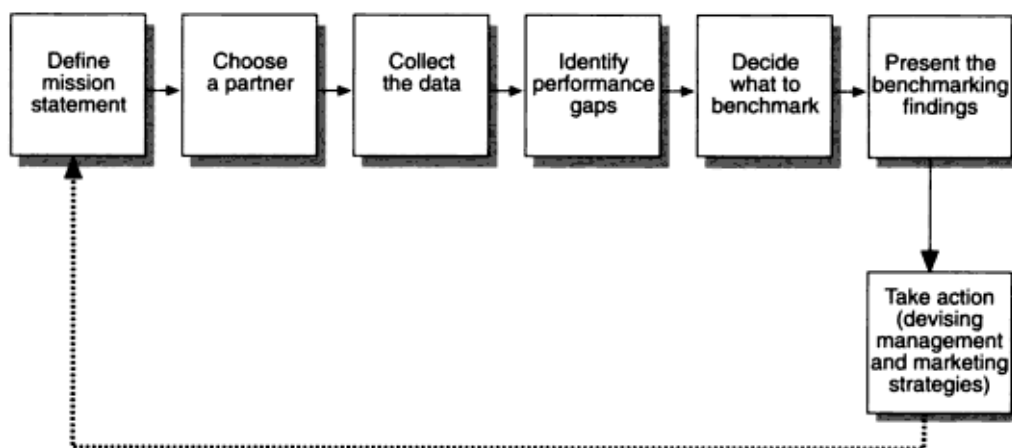 Define
mission
statement
Choose
a partner
Collect
the data
Identify
performance
gaps
Decide
what to
benchmark
Present the
benchmarking
findings
Take action
(devising
management
and marketing
strategies)